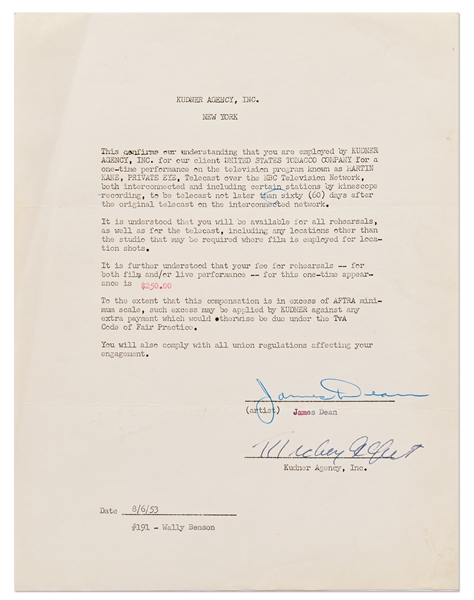 KUDNER AGENCY, INC.
NEW YORK
This confirms our understanding that you are employed by KUDNER
AGENCY, INC. for our client UNITED STATES TOBACCO COMPANY for a
one-time performance on the television program known as MARTIN
KANE, PRIVATE EYE, Telecast over the NBC Television Network,
both interconnected and including certain stations by kinescope
recording, to be telecast not later than sixty (60) days after
the original telecast on the interconnected network.
It is understood that you will be available for all rehearsals,
as well as for the telecast, including any locations other than
the studio that may be required where film is employed for loca-
tion shots.
It is further understood that your fee for rehearsals -- for
both film and/or live performance -- for this one-time appear-
ance is $250.00
To the extent that this compensation is in excess of AFTRA mini-
mum scale, such excess may be applied by KUDNER against any
extra payment which would otherwise be due under the TvA
Code of Fair Practice.
You will also comply with all union regulations affecting your
engagement.
James Dean
(artist) James Dean
Kudner Agency, Inc.
Date 8/6/53
#191 - Wally Benson